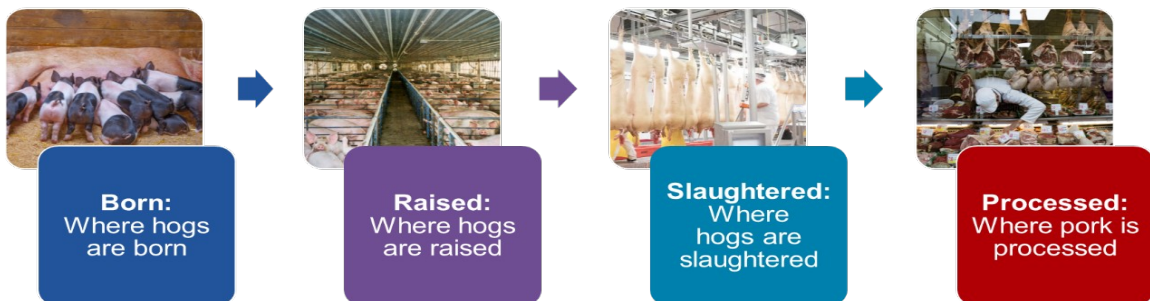 Born:
Where hogs
are born
Raised:
Where hogs
are raised
Slaughtered:
Where
hogs are
slaughtered
Processed:
Where pork is
processed